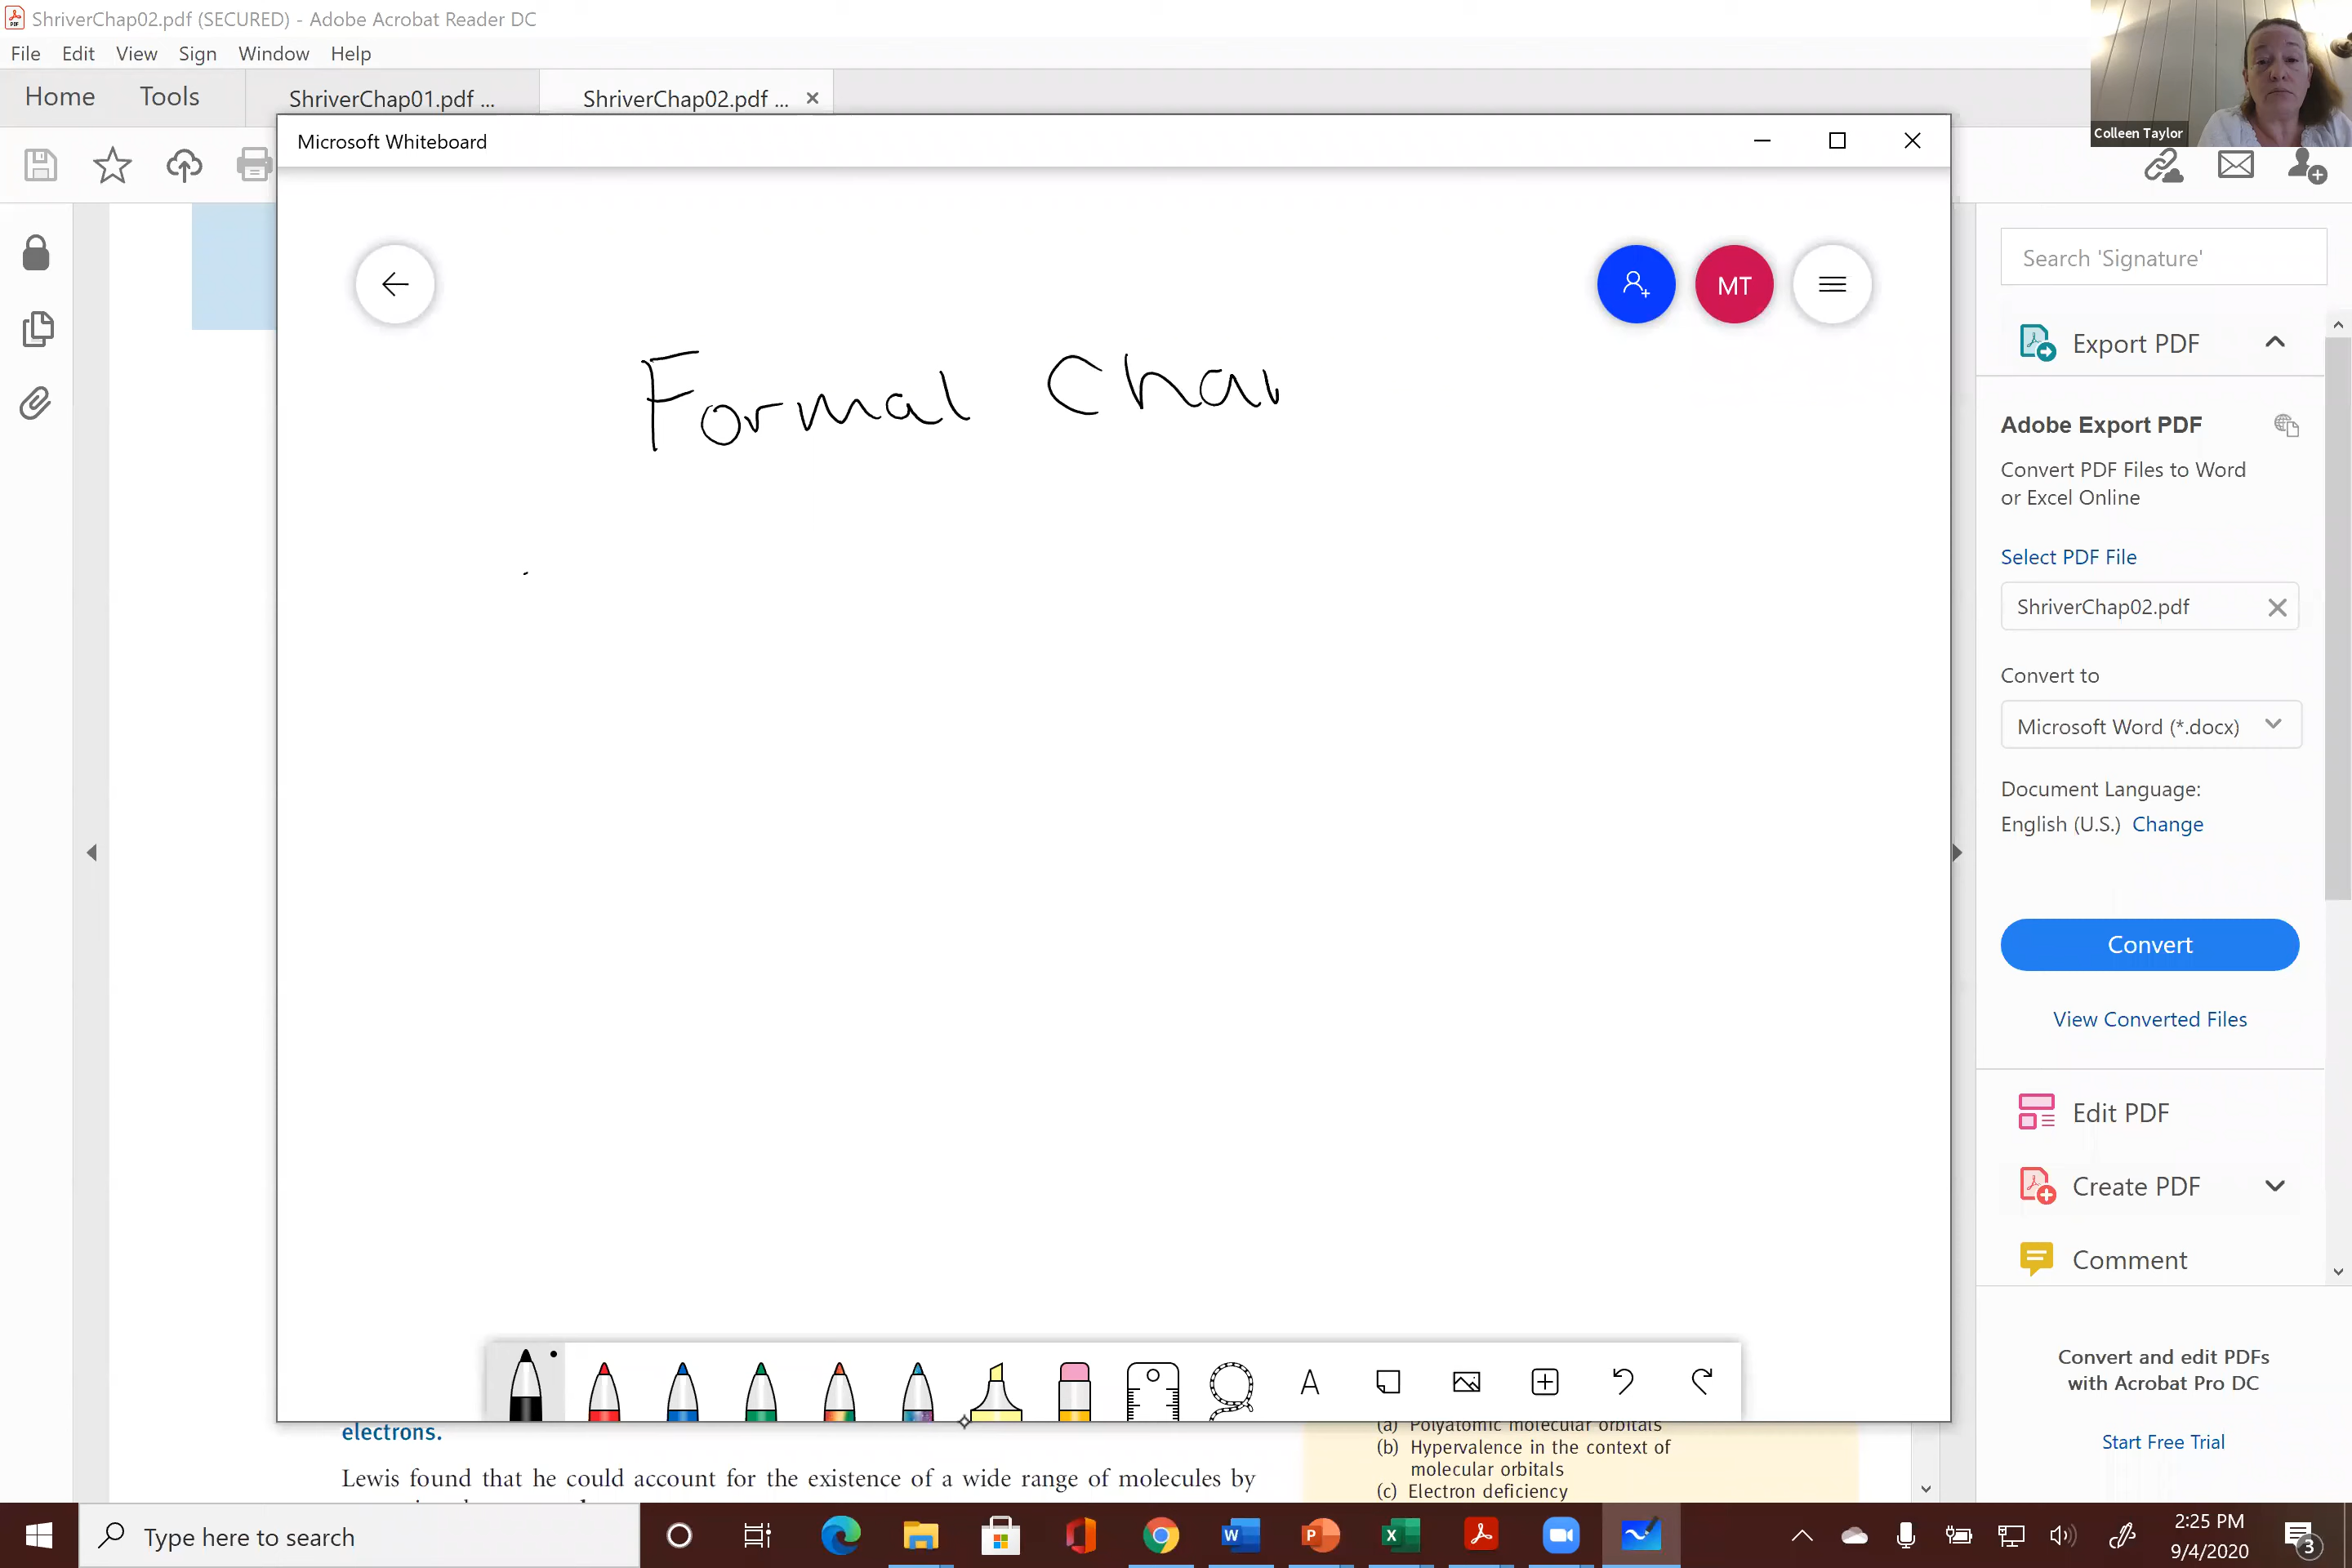 ShriverChap02.pdf (SECURED) - Adobe Acrobat Reader DC
File Edit View Sign Window Help
Home Tools ShriverChap01.pdf ... ShriverChap02.pdf ...
Colleen Taylor
Microsoft Whiteboard
MT
Search 'Signature'
Formal Char
Export PDF
Adobe Export PDF
Convert PDF Files to Word
or Excel Online
Select PDF File
ShriverChap02.pdf
Convert to
Microsoft Word (*.docx)
Document Language:
English (U.S.) Change
Convert
View Converted Files
Edit PDF
Create PDF
Comment
Convert and edit PDFs
with Acrobat Pro DC
Start Free Trial
A
electrons.
Lewis found that he could account for the existence of a wide range of molecules by
(a) Polyatomic molecular orbitals
(b) Hypervalence in the context of
molecular orbitals
(c) Electron deficiency
Type here to search
2:25 PM
9/4/2020
3